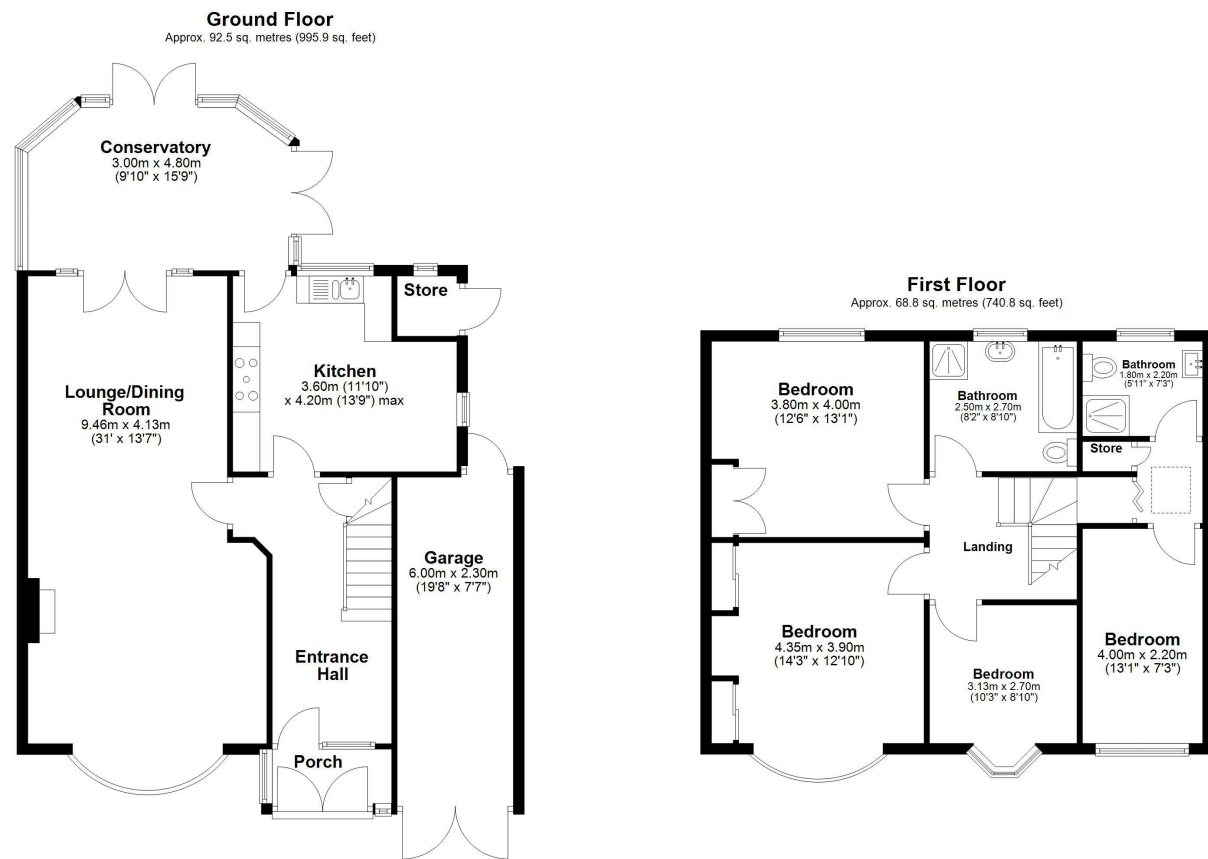 Ground Floor
Approx. 92.5 sq. metres (995.9 sq. feet)
Conservatory
3.00m x 4.80m
(9'10" x 15'9")
Store
Kitchen
3.60m (11'10")
x 4.20m (13'9") max
Lounge/Dining
Room
9.46m x 4.13m
(31' x 13'7")
Garage
6.00m x 2.30m
(19'8" x 7'7")
Entrance
Hall
Porch
First Floor
Approx. 68.8 sq. metres (740.8 sq. feet)
Bedroom
3.80m x 4.00m
(12'6" x 13'1")
Bathroom
2.50m x 2.70m
(8'2" x 8'10")
Bathroom
1.80m x 2.20m
(5'11" x 7'3")
Store
Landing
Bedroom
4.35m x 3.90m
(14'3" x 12'10")
Bedroom
3.13m x 2.70m
(10'3" x 8'10")
Bedroom
4.00m x 2.20m
(13'1" x 7'3")